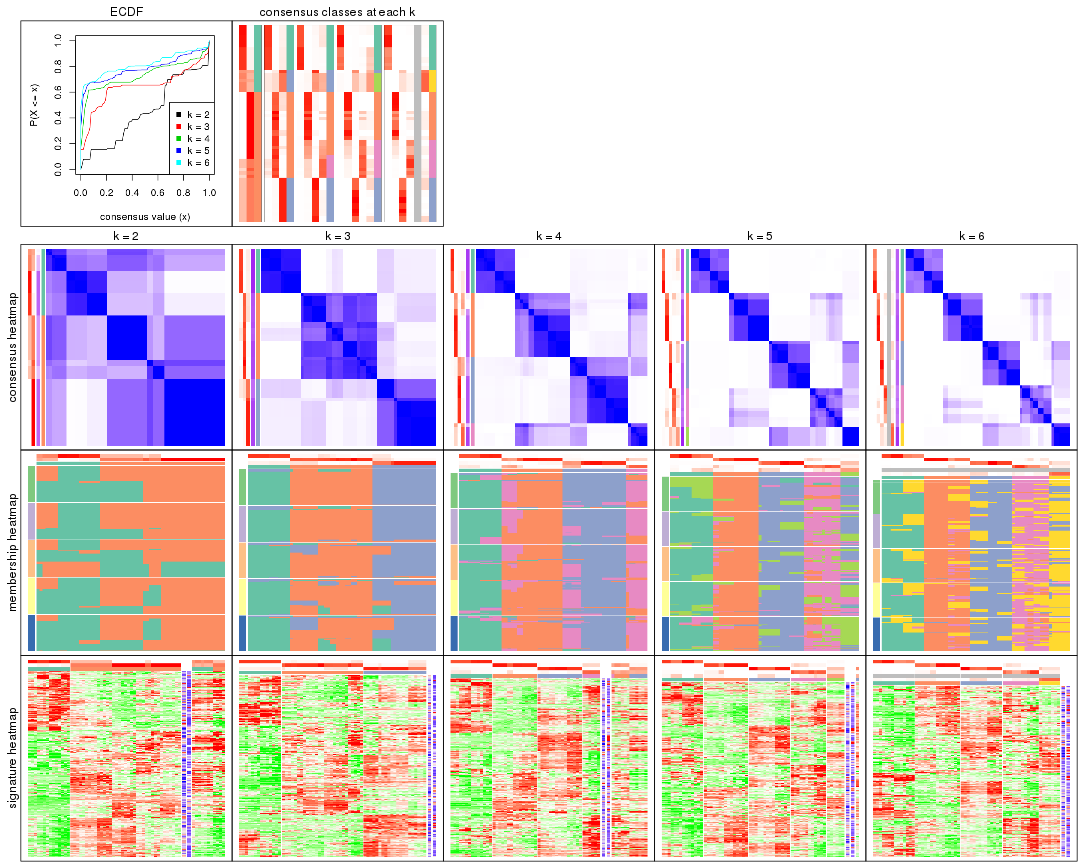 ECDF
consensus classes at each k
P(X <= x)
1.0
0.8
0.6
0.4
0.2
0.0
k = 2
k = 3
k = 4
k = 5
k = 6
0.0 0.2 0.4 0.6 0.8 1.0
consensus value (x)
k = 2
k = 3
k = 4
k = 5
k = 6
consensus heatmap
membership heatmap
signature heatmap